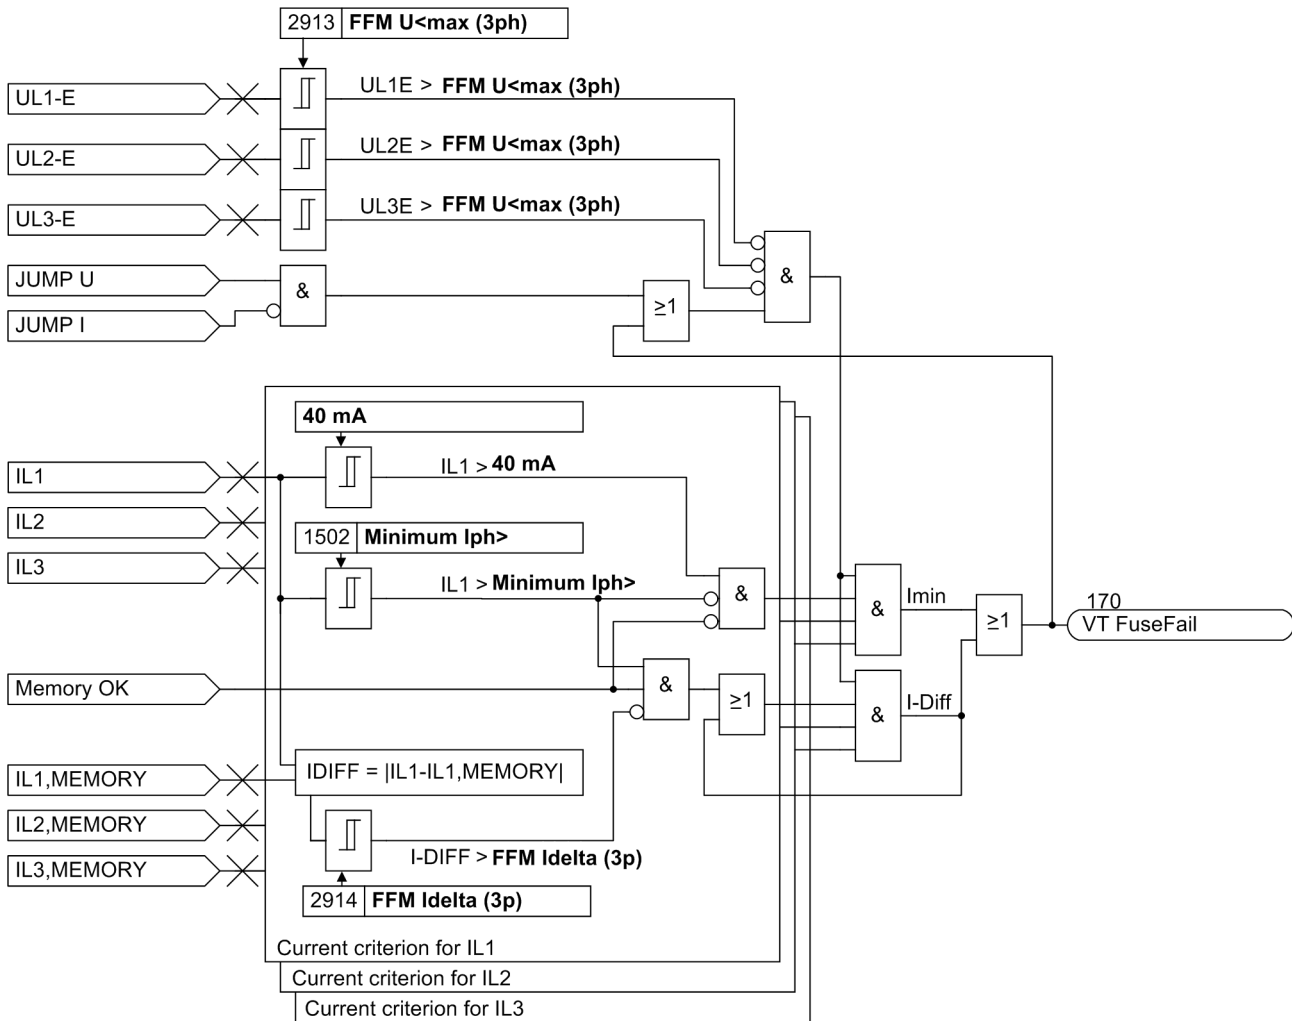 2913 FFM U<max (3ph)
UL1-E
UL1E > FFM U<max (3ph)
UL2-E
UL2E > FFM U<max (3ph)
UL3-E
UL3E > FFM U<max (3ph)
&
JUMP U
&
JUMP I
≥1
40 mA
IL1
IL1 > 40 mA
IL2
1502 Minimum Iph>
IL3
IL1 > Minimum Iph>
&
&
Imin
≥1
170
VT FuseFail
Memory OK
&
≥1
&
I-Diff
IL1,MEMORY
IDIFF = |IL1-IL1,MEMORY|
IL2,MEMORY
I-DIFF > FFM Idelta (3p)
IL3,MEMORY
2914 FFM Idelta (3p)
Current criterion for IL1
Current criterion for IL2
Current criterion for IL3